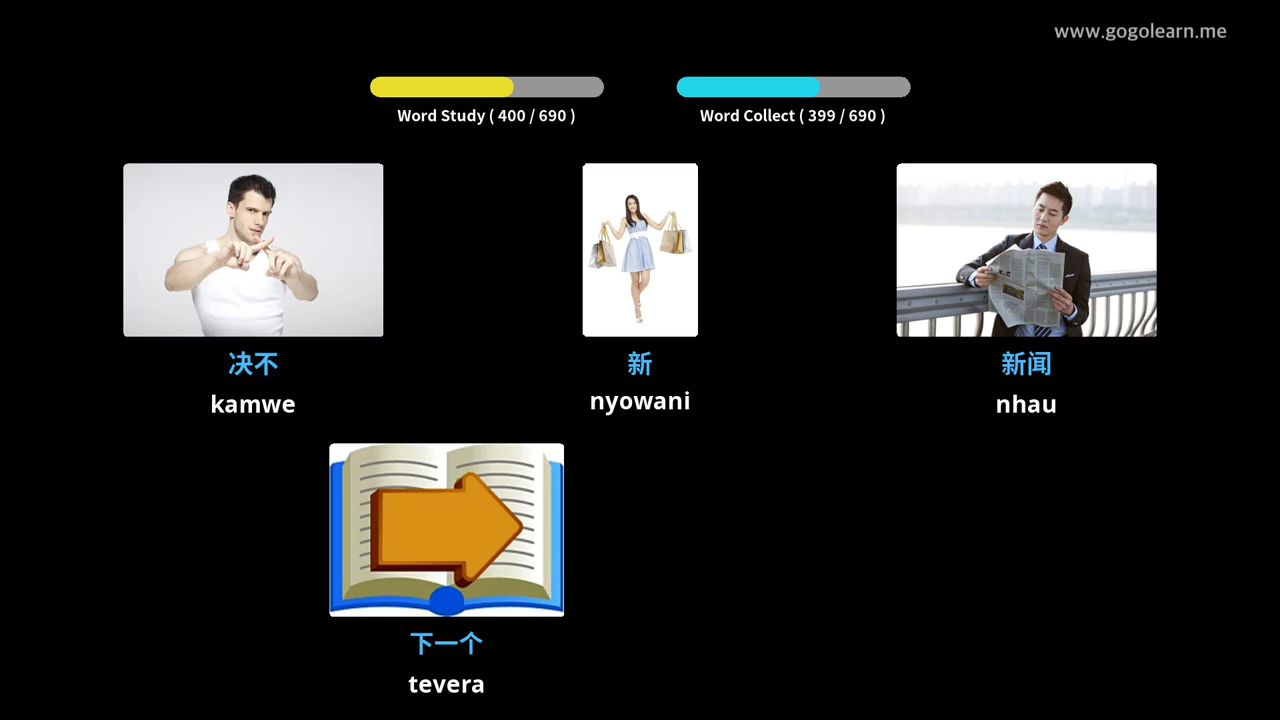 www.gogolearn.me
Word Study ( 400 / 690 )
Word Collect ( 399 / 690 )
决不
kamwe
新
nyowani
新闻
nhau
下一个
tevera